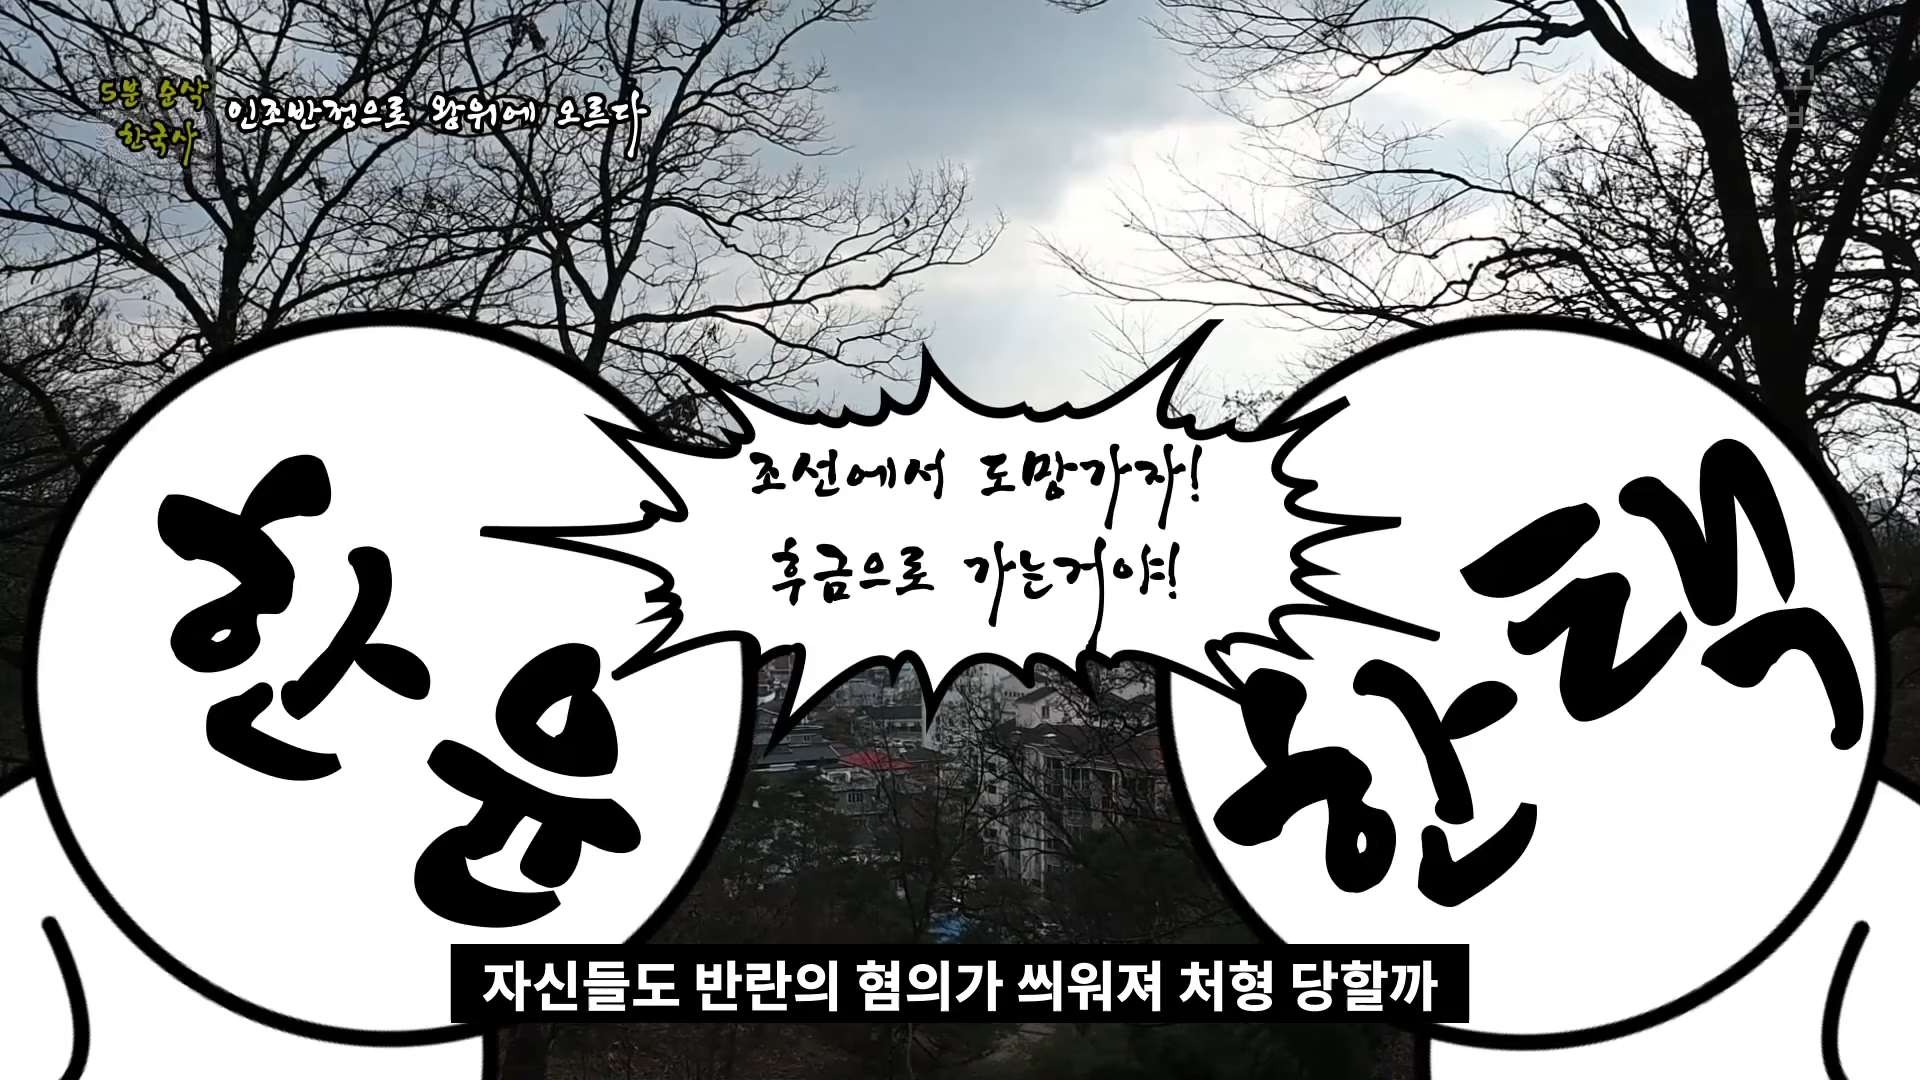 5분 순삭
한국사
인조반정으로 왕위에 오르다
조선에서 도망가자!
후금으로 가는거야!
한윤
한택
자신들도 반란의 혐의가 씌워져 처형 당할까